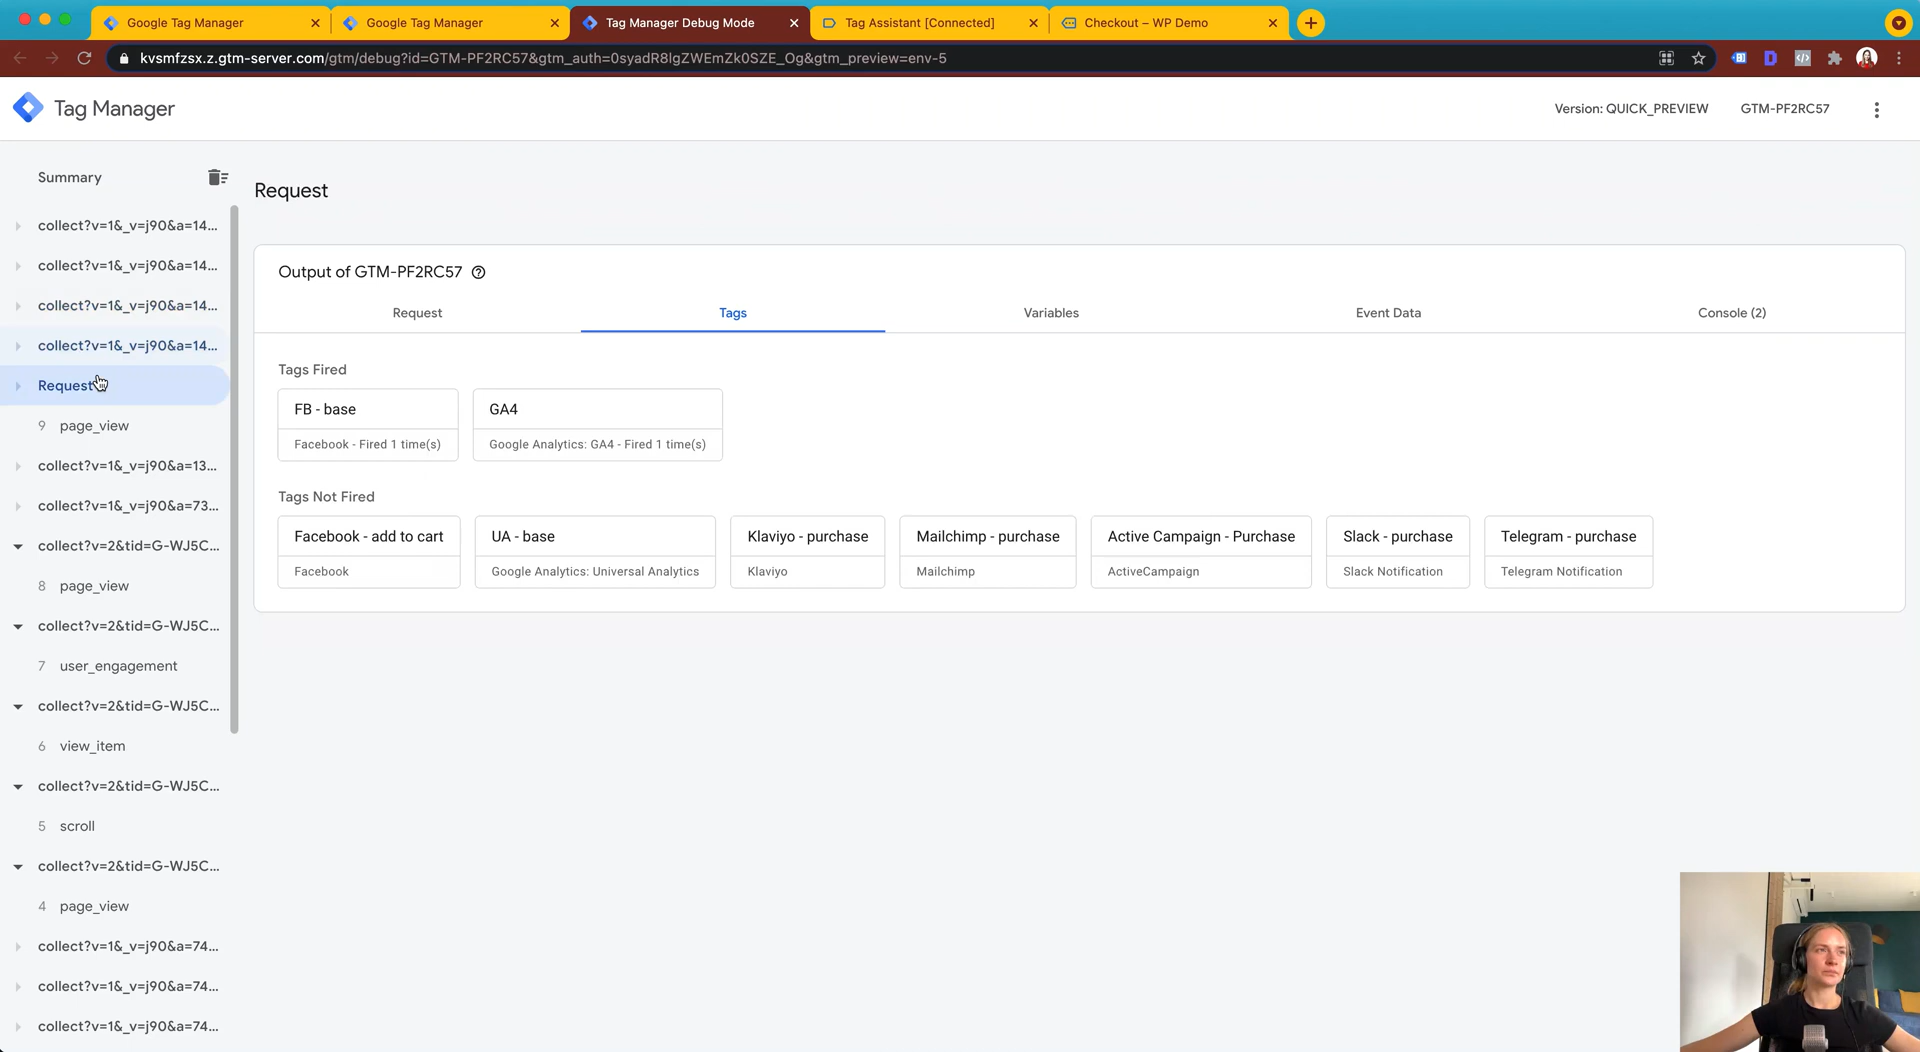 Google Tag Manager
Google Tag Manager
Tag Manager Debug Mode
Tag Assistant [Connected]
Checkout – WP Demo
kvsmfzsx.z.gtm-server.com/gtm/debug?id=GTM-PF2RC57&gtm_auth=0syadR8lgZWEmZk0SZE_Og&gtm_preview=env-5
Tag Manager
Version: QUICK_PREVIEW
GTM-PF2RC57
Summary
collect?v=1&_v=j90&a=14...
collect?v=1&_v=j90&a=14...
collect?v=1&_v=j90&a=14...
collect?v=1&_v=j90&a=14...
Request
9 page_view
collect?v=1&_v=j90&a=13...
collect?v=1&_v=j90&a=73...
collect?v=2&tid=G-WJ5C...
8 page_view
collect?v=2&tid=G-WJ5C...
7 user_engagement
collect?v=2&tid=G-WJ5C...
6 view_item
collect?v=2&tid=G-WJ5C...
5 scroll
collect?v=2&tid=G-WJ5C...
4 page_view
collect?v=1&_v=j90&a=74...
collect?v=1&_v=j90&a=74...
collect?v=1&_v=j90&a=74...
Request
Output of GTM-PF2RC57
Request
Tags
Variables
Event Data
Console (2)
Tags Fired
FB - base
Facebook - Fired 1 time(s)
GA4
Google Analytics: GA4 - Fired 1 time(s)
Tags Not Fired
Facebook - add to cart
Facebook
UA - base
Google Analytics: Universal Analytics
Klaviyo - purchase
Klaviyo
Mailchimp - purchase
Mailchimp
Active Campaign - Purchase
ActiveCampaign
Slack - purchase
Slack Notification
Telegram - purchase
Telegram Notification